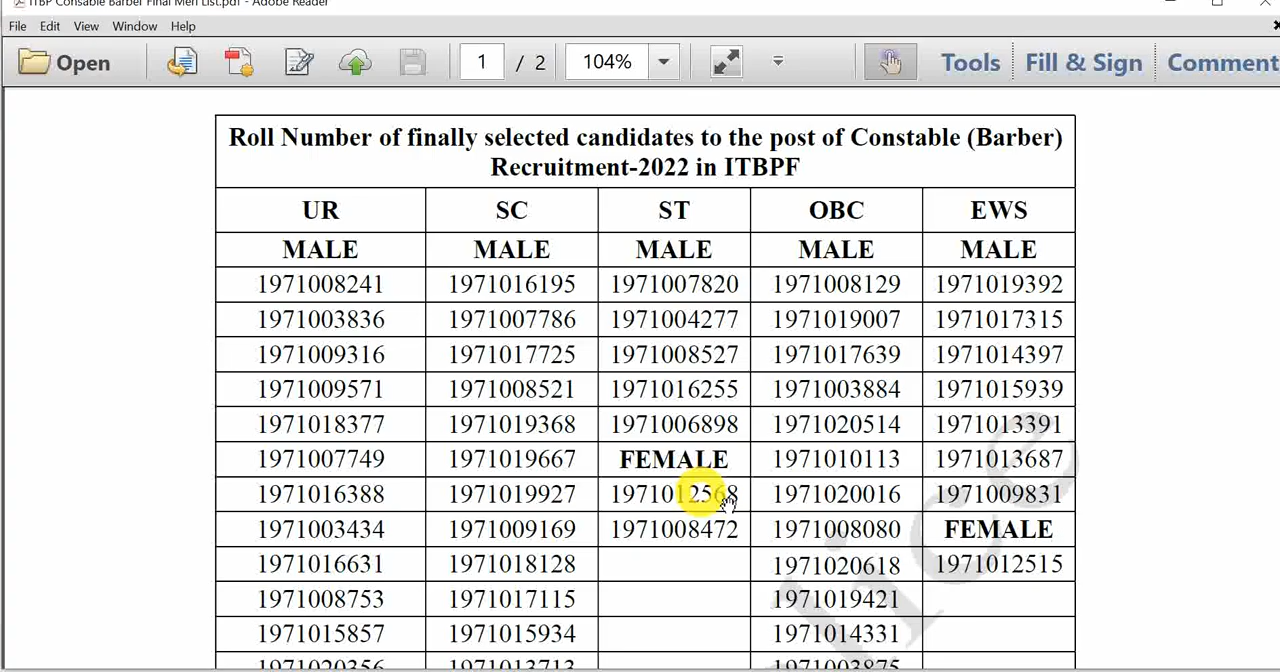 ITBP Consable Barber Final Men List.pdf - Adobe Reader
File Edit View Window Help
Open 1 / 2 104% Tools Fill & Sign Comment
Roll Number of finally selected candidates to the post of Constable (Barber)
Recruitment-2022 in ITBPF
UR SC ST OBC EWS
MALE MALE MALE MALE MALE
1971008241 1971016195 1971007820 1971008129 1971019392
1971003836 1971007786 1971004277 1971019007 1971017315
1971009316 1971017725 1971008527 1971017639 1971014397
1971009571 1971008521 1971016255 1971003884 1971015939
1971018377 1971019368 1971006898 1971020514 1971013391
1971007749 1971019667 FEMALE 1971010113 1971013687
1971016388 1971019927 1971012568 1971020016 1971009831
1971003434 1971009169 1971008472 1971008080 FEMALE
1971016631 1971018128 1971020618 1971012515
1971008753 1971017115 1971019421
1971015857 1971015934 1971014331
1971020356 1971013713 1971003875